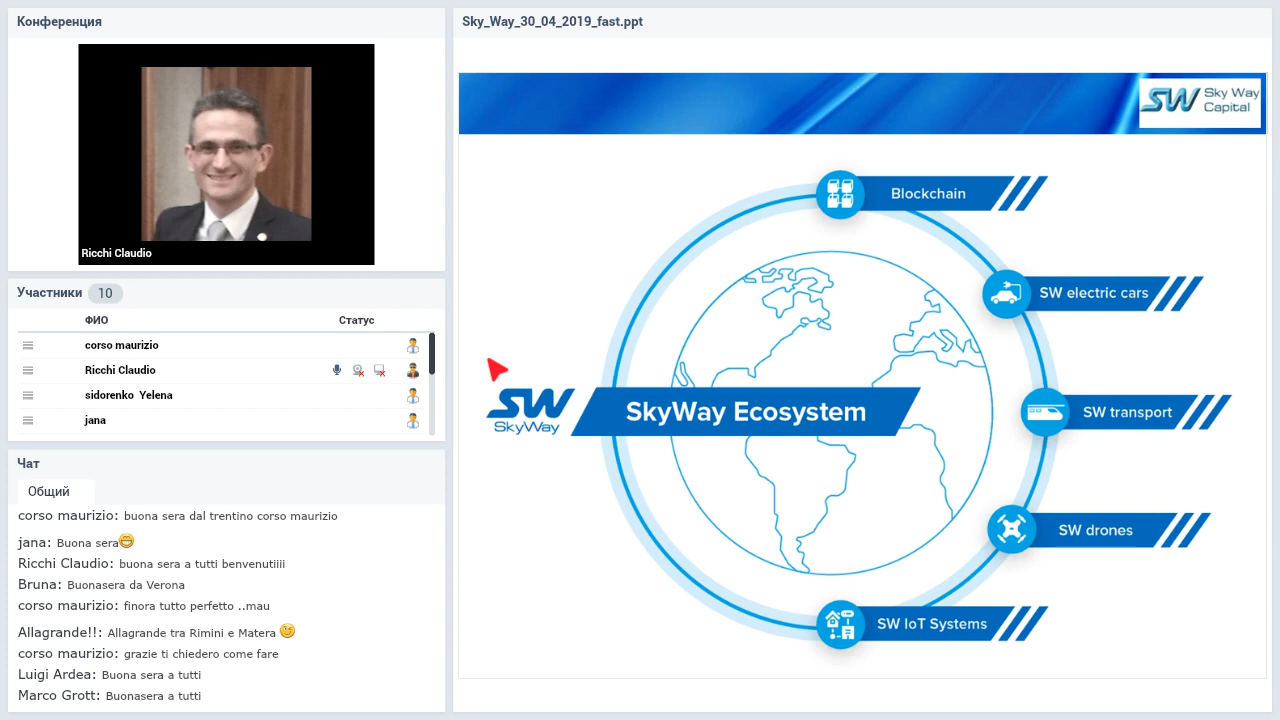 Конференция
Ricchi Claudio
Участники 10
ФИО Статус
corso maurizio
Ricchi Claudio
sidorenko Yelena
jana
Чат
Общий
corso maurizio: buona sera dal trentino corso maurizio
jana: Buona sera
Ricchi Claudio: buona sera a tutti benvenutiiii
Bruna: Buonasera da Verona
corso maurizio: finora tutto perfetto ..mau
Allagrande!!: Allagrande tra Rimini e Matera
corso maurizio: grazie ti chiedero come fare
Luigi Ardea: Buona sera a tutti
Marco Grott: Buonasera a tutti
Sky_Way_30_04_2019_fast.ppt
SW Sky Way
Capital
Blockchain
SW electric cars
SW
SkyWay
SkyWay Ecosystem
SW transport
SW drones
SW IoT Systems